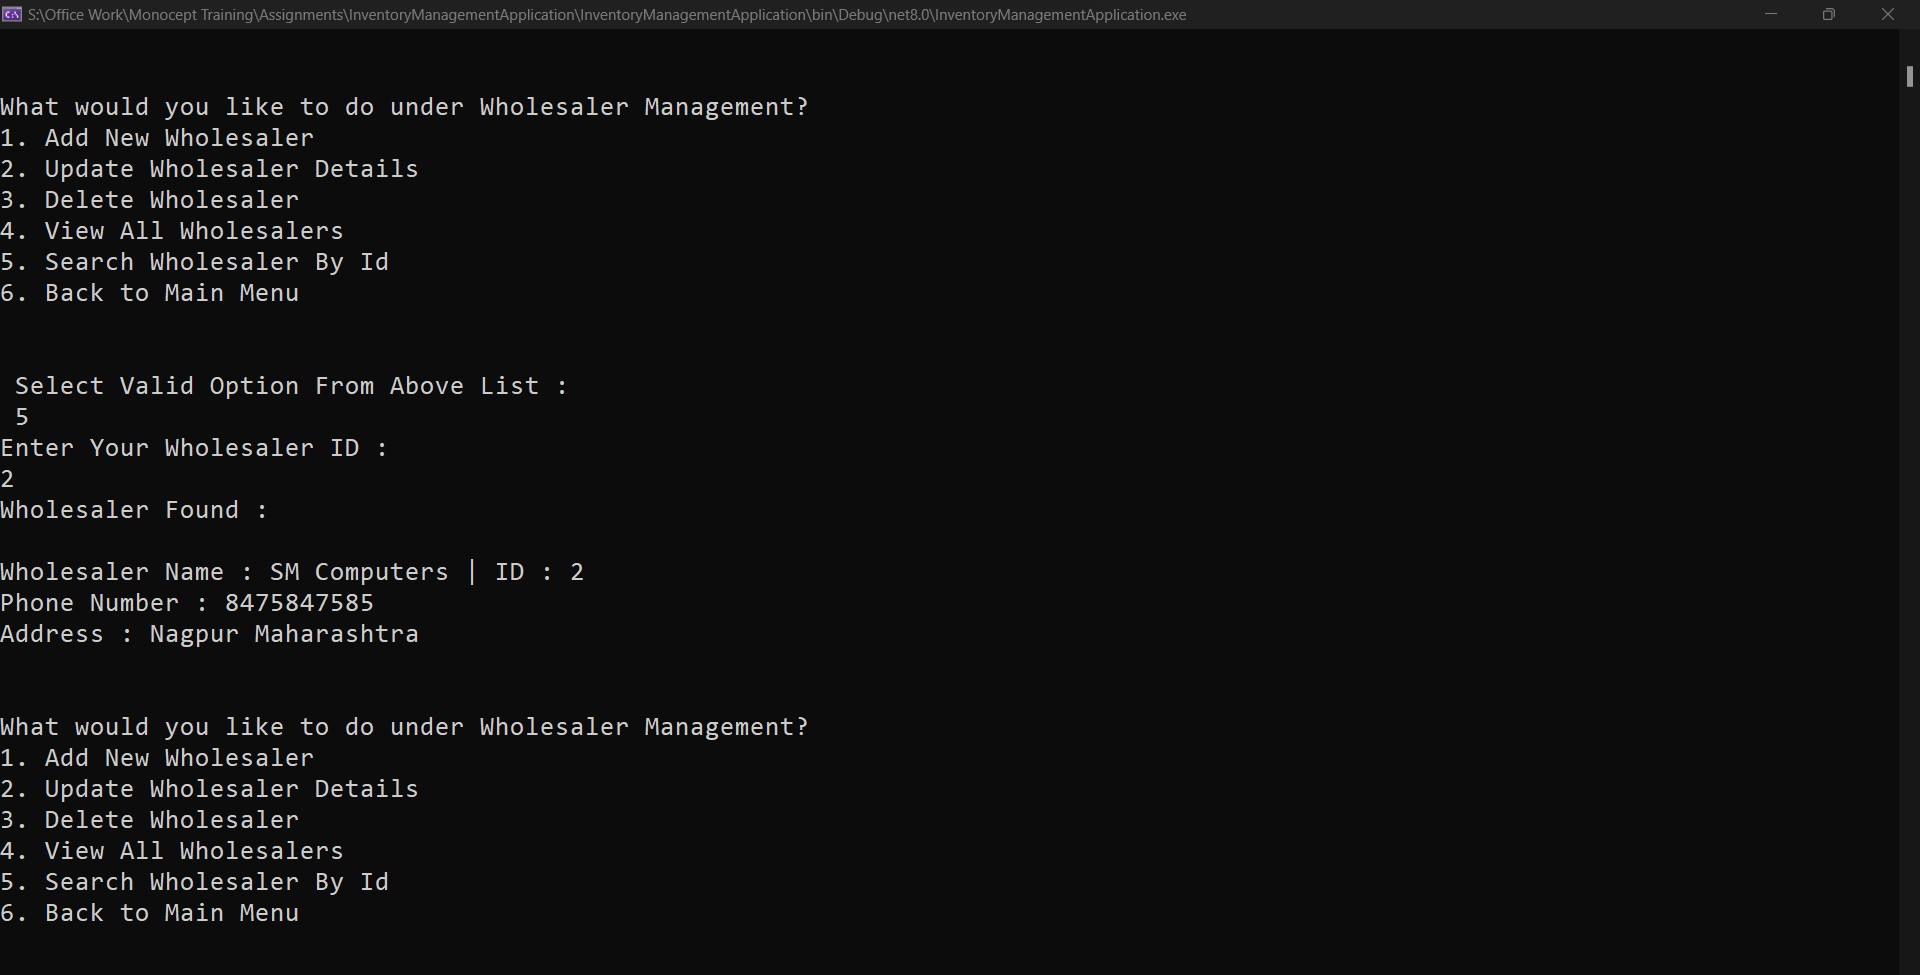 S:\Office Work\Monocept Training\Assignments\InventoryManagementApplication\InventoryManagementApplication\bin\Debug\net8.0\InventoryManagementApplication.exe
What would you like to do under Wholesaler Management?
1. Add New Wholesaler
2. Update Wholesaler Details
3. Delete Wholesaler
4. View All Wholesalers
5. Search Wholesaler By Id
6. Back to Main Menu
Select Valid Option From Above List :
5
Enter Your Wholesaler ID :
2
Wholesaler Found :
Wholesaler Name : SM Computers | ID : 2
Phone Number : 8475847585
Address : Nagpur Maharashtra
What would you like to do under Wholesaler Management?
1. Add New Wholesaler
2. Update Wholesaler Details
3. Delete Wholesaler
4. View All Wholesalers
5. Search Wholesaler By Id
6. Back to Main Menu